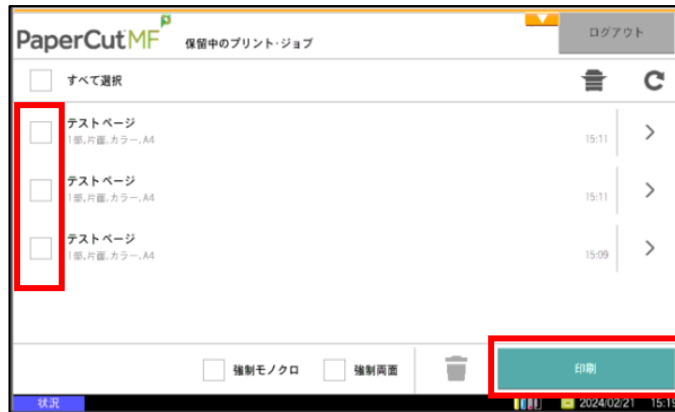 PaperCut MF 保留中のプリント・ジョブ ログアウト
すべて選択
テストページ
1部,片面,カラー,A4 15:11
テストページ
1部,片面,カラー,A4 15:11
テストページ
1部,片面,カラー,A4 15:09
強制モノクロ 強制両面 印刷
状況 2024/02/21 15:19